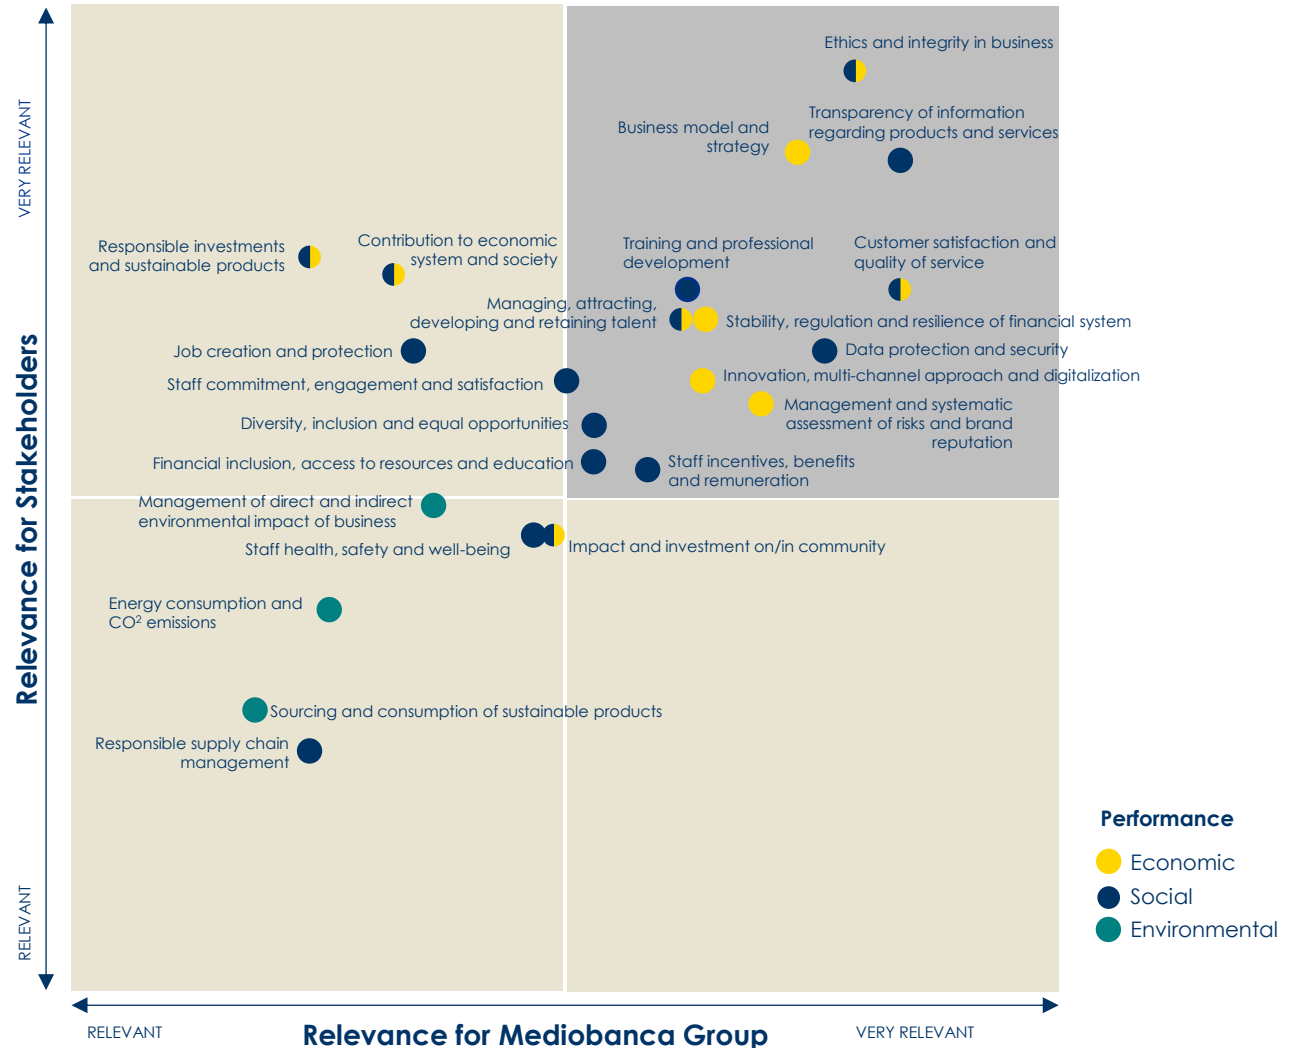 Ethics and integrity in business
Transparency of information
regarding products and services
Business model and
strategy
VERY RELEVANT
Responsible investments
and sustainable products
Contribution to economic
system and society
Training and professional
development
Customer satisfaction and
quality of service
Managing, attracting,
developing and retaining talent
Stability, regulation and resilience of financial system
Job creation and protection
Data protection and security
Staff commitment, engagement and satisfaction
Innovation, multi-channel approach and digitalization
Management and systematic
assessment of risks and brand
reputation
Diversity, inclusion and equal opportunities
Financial inclusion, access to resources and education
Staff incentives, benefits
and remuneration
Relevance for Stakeholders
Management of direct and indirect
environmental impact of business
Staff health, safety and well-being
Impact and investment on/in community
Energy consumption and
CO² emissions
Sourcing and consumption of sustainable products
Responsible supply chain
management
Performance
Economic
Social
Environmental
RELEVANT
RELEVANT
Relevance for Mediobanca Group
VERY RELEVANT